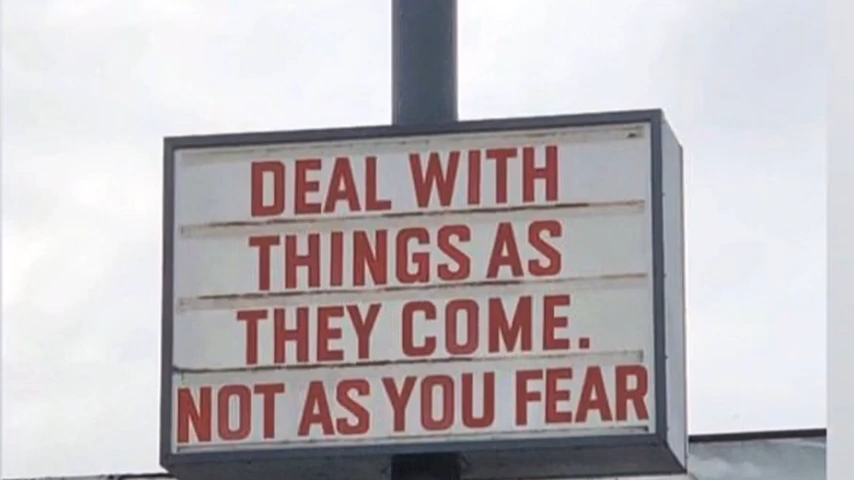 DEAL WITH
THINGS AS
THEY COME.
NOT AS YOU FEAR